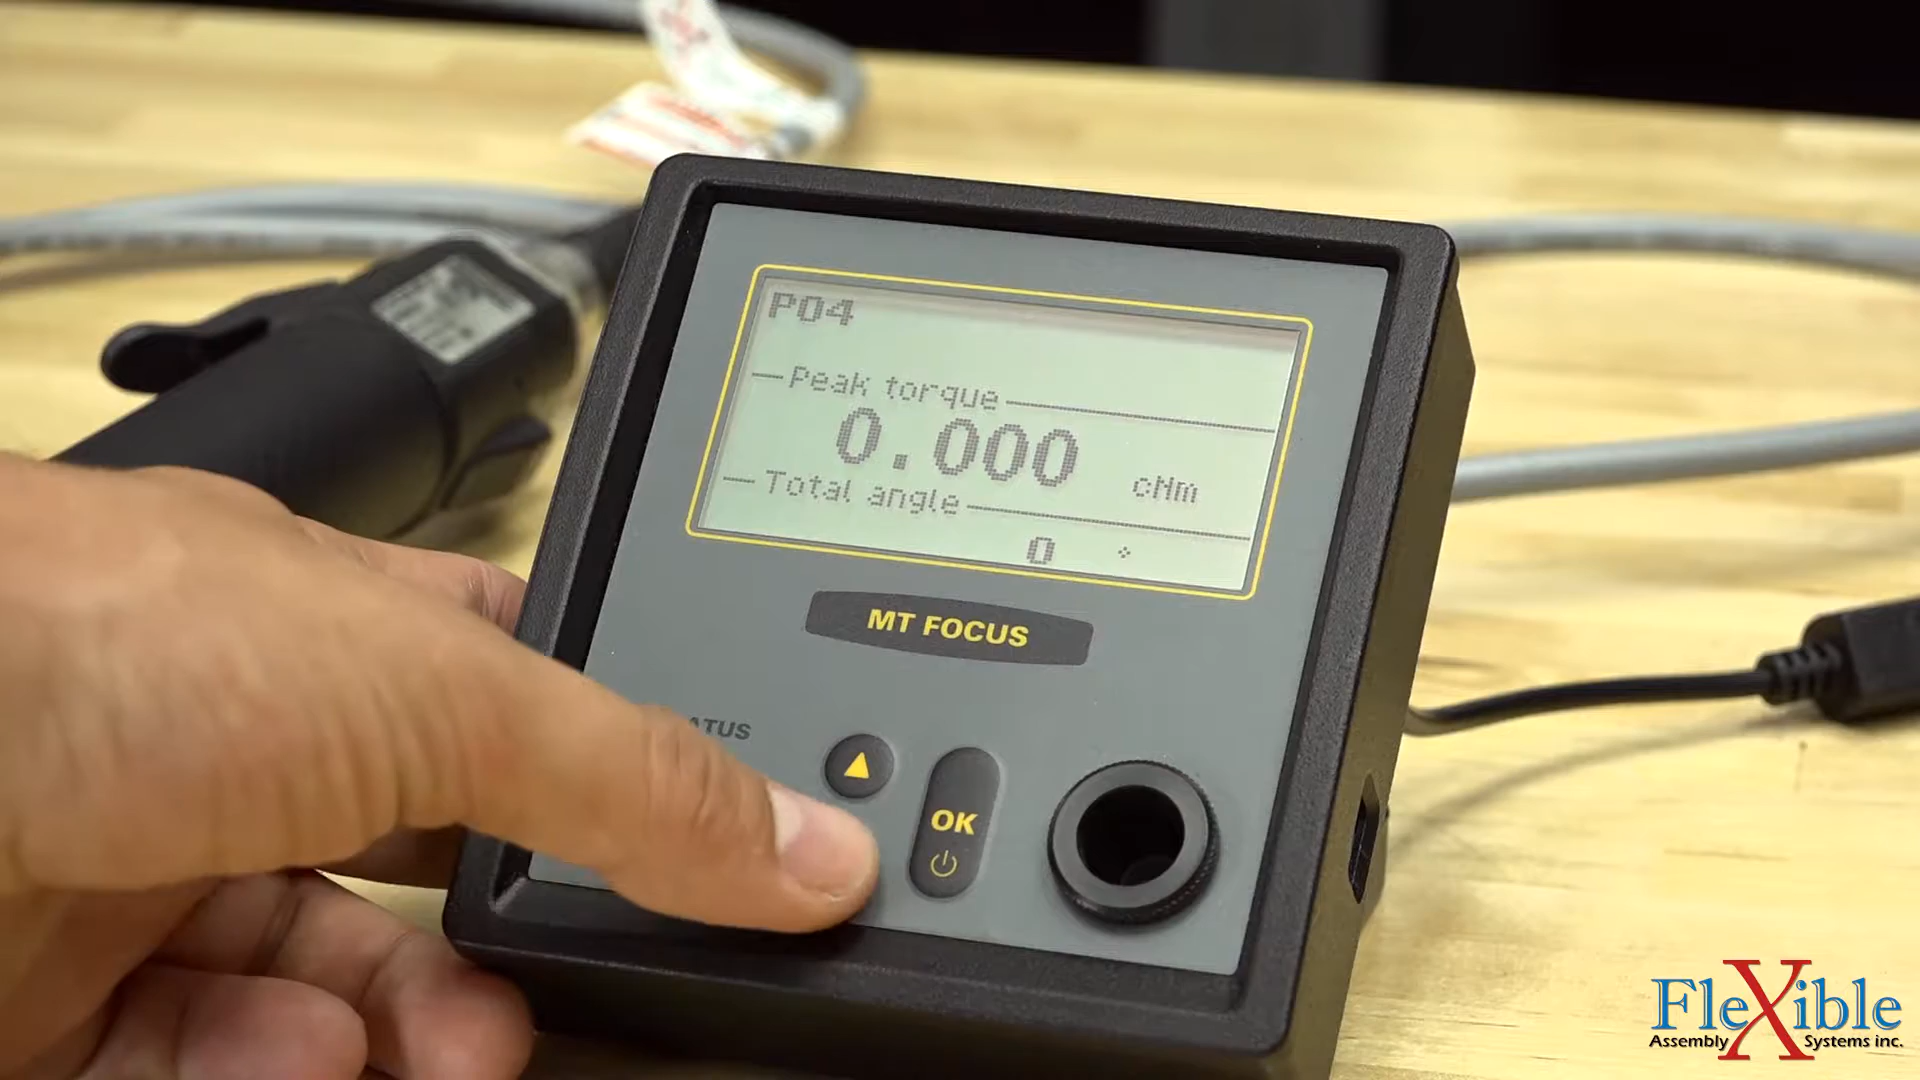 P04
Peak torque
0.000 cNm
Total angle
0 °
MT FOCUS
ATUS
OK
FleXible
Assembly Systems inc.